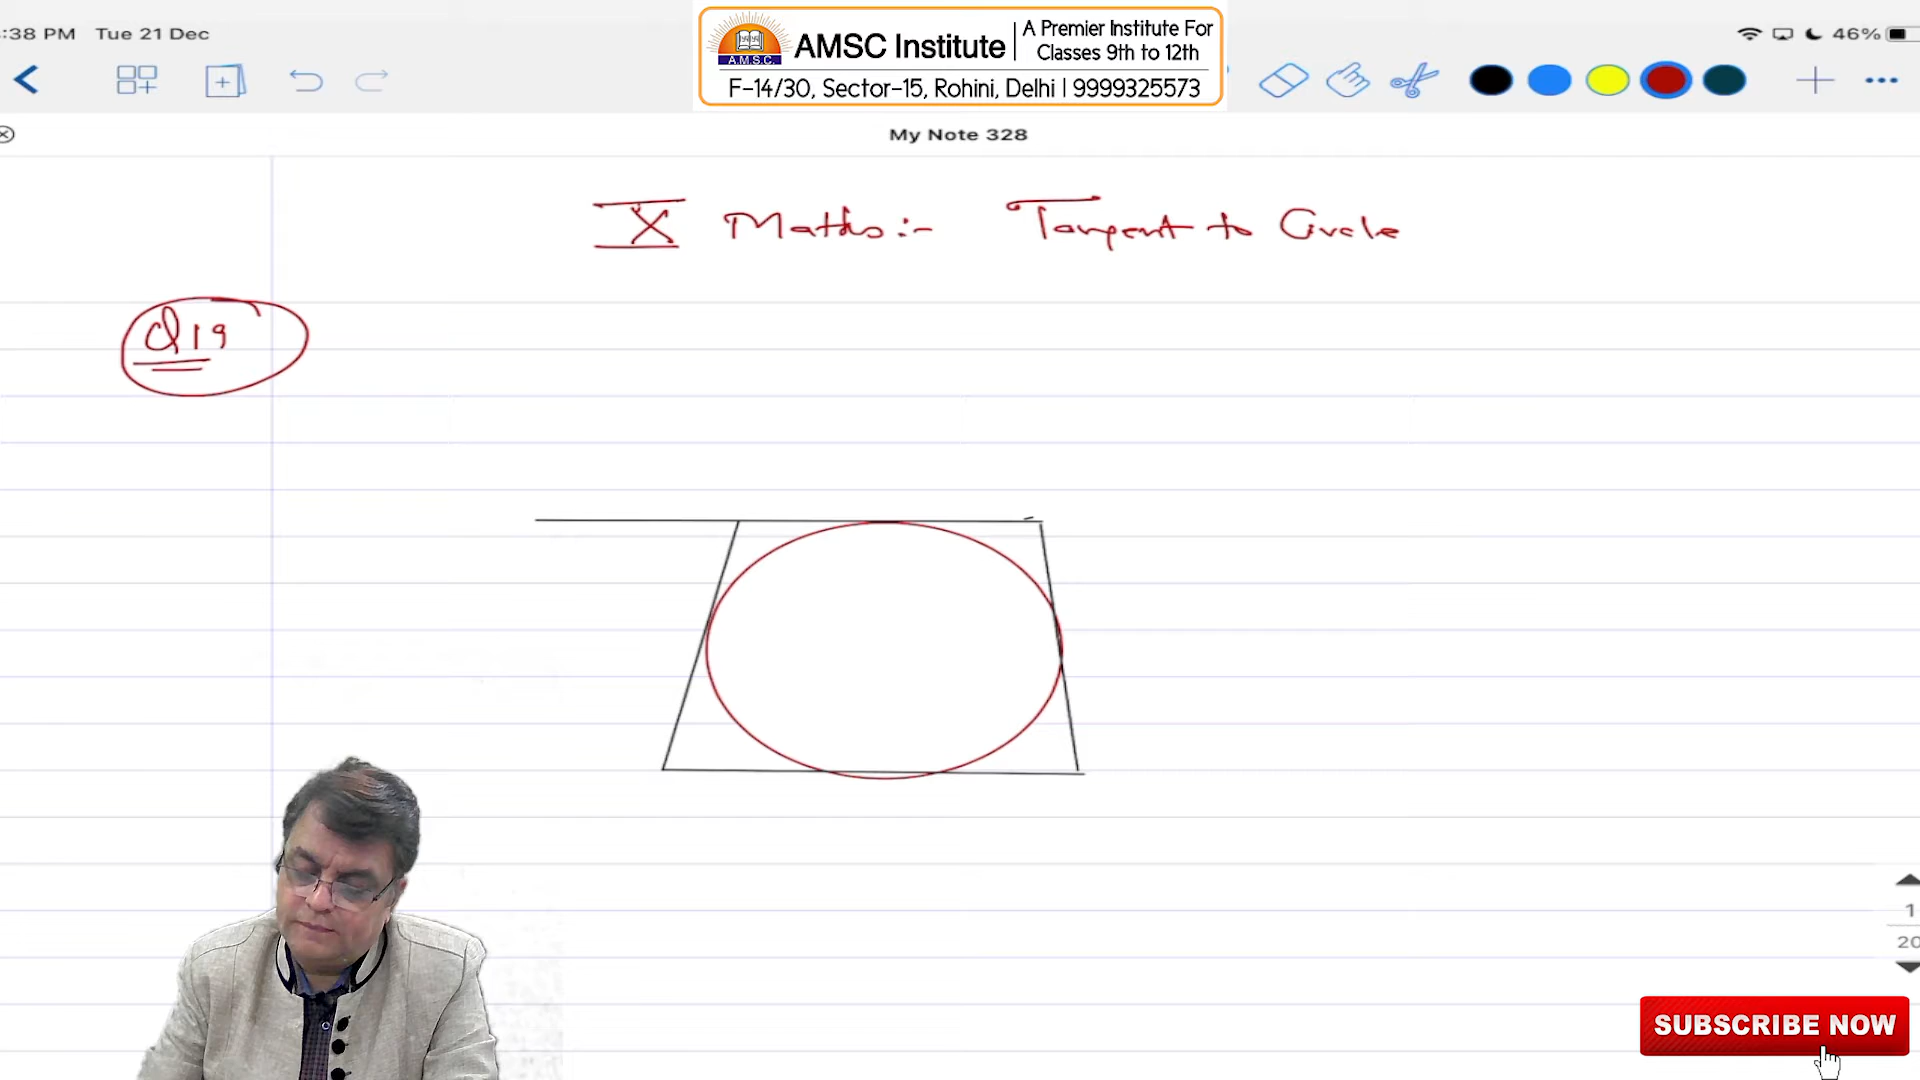 :38 PM Tue 21 Dec
46%
A.M.S.C.
AMSC Institute
A Premier Institute For
Classes 9th to 12th
F-14/30, Sector-15, Rohini, Delhi | 9999325573
My Note 328
X Maths :- Tangent to Circle
Q19
1
20
SUBSCRIBE NOW